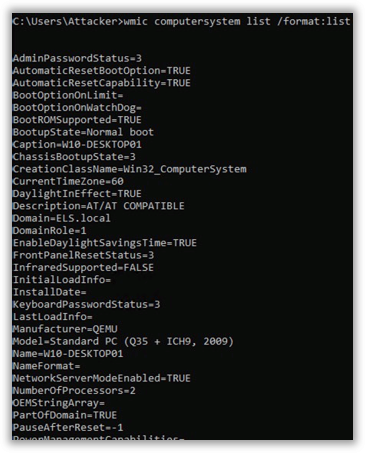 C:\Users\Attacker>wmic computersystem list /format:list
AdminPasswordStatus=3
AutomaticResetBootOption=TRUE
AutomaticResetCapability=TRUE
BootOptionOnLimit=
BootOptionOnWatchDog=
BootROMSupported=TRUE
BootupState=Normal boot
Caption=W10-DESKTOP01
ChassisBootupState=3
CreationClassName=Win32_ComputerSystem
CurrentTimeZone=60
DaylightInEffect=TRUE
Description=AT/AT COMPATIBLE
Domain=ELS.local
DomainRole=1
EnableDaylightSavingsTime=TRUE
FrontPanelResetStatus=3
InfraredSupported=FALSE
InitialLoadInfo=
InstallDate=
KeyboardPasswordStatus=3
LastLoadInfo=
Manufacturer=QEMU
Model=Standard PC (Q35 + ICH9, 2009)
Name=W10-DESKTOP01
NameFormat=
NetworkServerModeEnabled=TRUE
NumberOfProcessors=2
OEMStringArray=
PartOfDomain=TRUE
PauseAfterReset=-1
PowerManagementCapabilities=